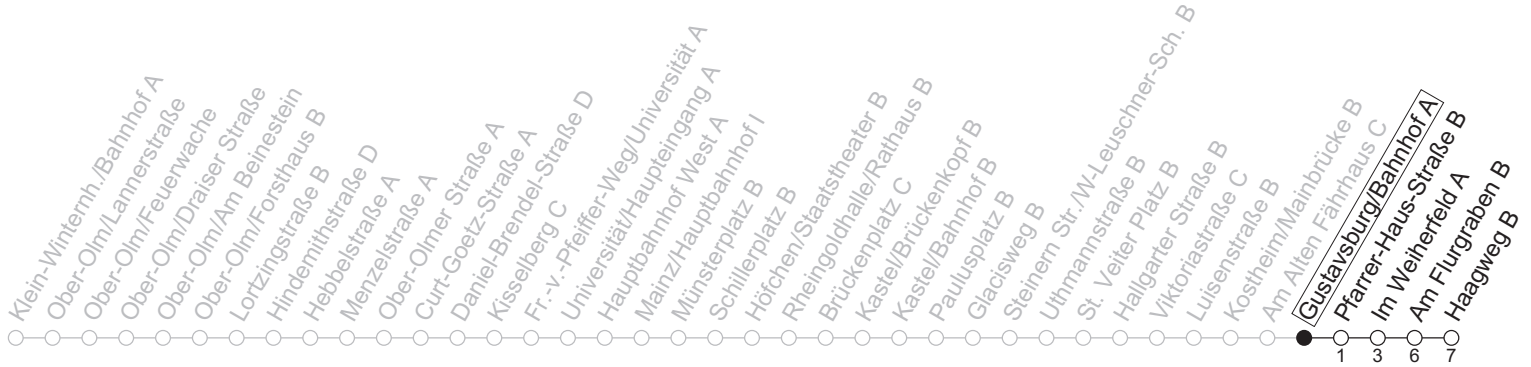 Klein-Winternh./Bahnhof A
Ober-Olm/Lannerstraße
Ober-Olm/Feuerwache
Ober-Olm/Draiser Straße
Ober-Olm/Am Beinestein
Ober-Olm/Forsthaus B
Lortzingstraße B
Hindemithstraße D
Hebbelstraße A
Menzelstraße A
Ober-Olmer Straße A
Curt-Goetz-Straße A
Daniel-Brendel-Straße D
Kisselberg C
Fr.-v.-Pfeiffer-Weg/Universität A
Universität/Haupteingang A
Hauptbahnhof West A
Mainz/Hauptbahnhof I
Münsterplatz B
Schillerplatz B
Höfchen/Staatstheater B
Rheingoldhalle/Rathaus B
Brückenplatz C
Kastel/Brückenkopf B
Kastel/Bahnhof B
Paulusplatz B
Glacisweg B
Steinern Str./W-Leuschner-Sch. B
Uthmannstraße B
St. Veiter Platz B
Hallgarter Straße B
Viktoriastraße C
Luisenstraße B
Kostheim/Mainbrücke B
Am Alten Fährhaus C
Gustavsburg/Bahnhof A
Pfarrer-Haus-Straße B
Im Weiherfeld A
Am Flurgraben B
Haagweg B
1 3 6 7